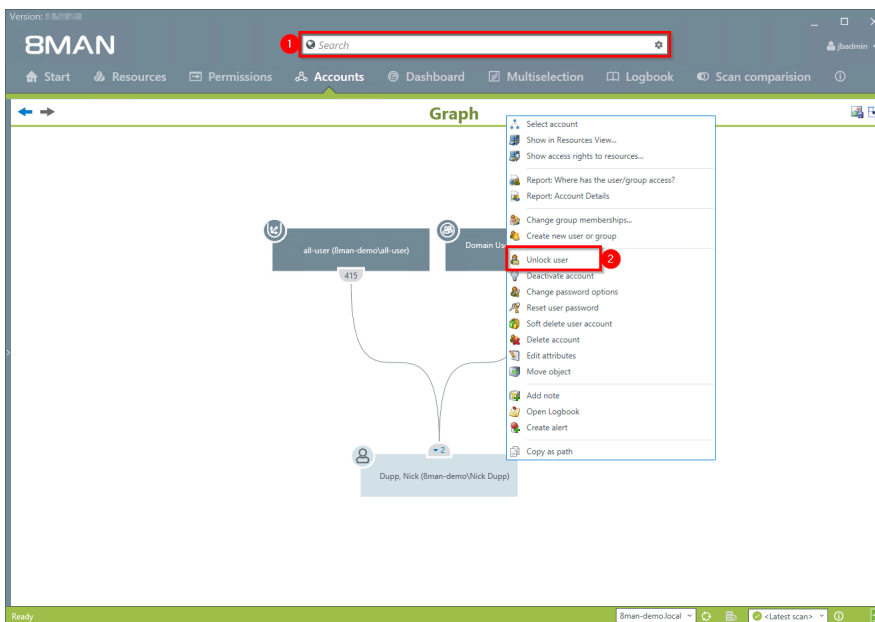 Version:
8MAN
1
Search
jbadmin
Start
Resources
Permissions
Accounts
Dashboard
Multiselection
Logbook
Scan comparision
Graph
Select account
Show in Resources View...
Show access rights to resources...
Report: Where has the user/group access?
Report: Account Details
Change group memberships...
Create new user or group
all-user (8man-demo\all-user)
Domain Us
415
Unlock user
2
Deactivate account
Change password options
Reset user password
Soft delete user account
Delete account
Edit attributes
Move object
Add note
Open Logbook
Create alert
Copy as path
2
Dupp, Nick (8man-demo\Nick Dupp)
Ready
8man-demo.local
<Latest scan>